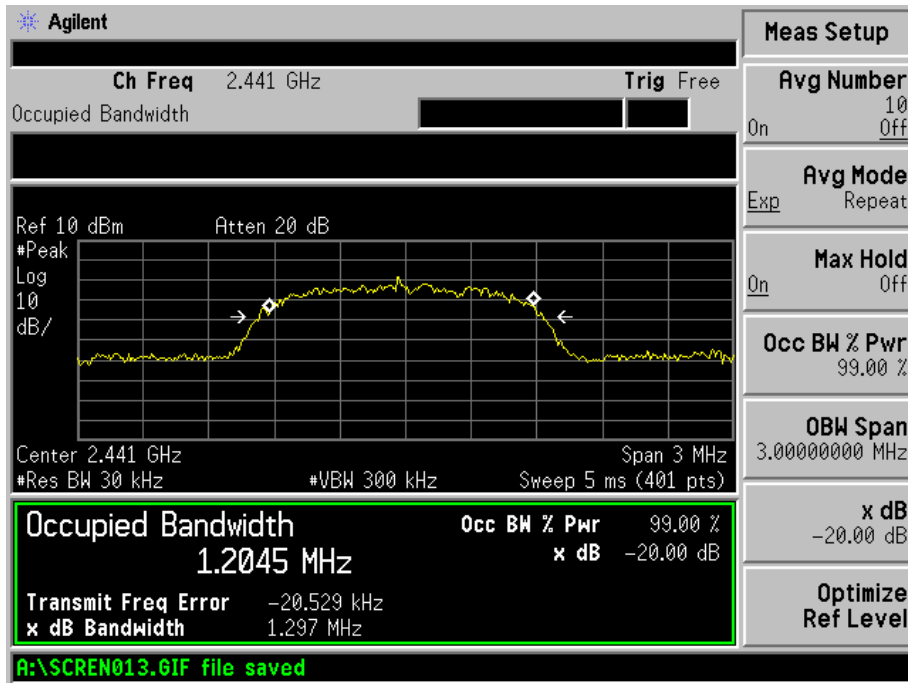 Agilent
Ch Freq 2.441 GHz Trig Free
Occupied Bandwidth
Ref 10 dBm Atten 20 dB
#Peak
Log
10
dB/
Center 2.441 GHz Span 3 MHz
#Res BW 30 kHz #VBW 300 kHz Sweep 5 ms (401 pts)
Occupied Bandwidth Occ BW % Pwr 99.00 %
1.2045 MHz x dB -20.00 dB
Transmit Freq Error -20.529 kHz
x dB Bandwidth 1.297 MHz
A:\SCREN013.GIF file saved
Meas Setup
Avg Number
10
On Off
Avg Mode
Exp Repeat
Max Hold
On Off
Occ BW % Pwr
99.00 %
OBW Span
3.00000000 MHz
x dB
-20.00 dB
Optimize
Ref Level